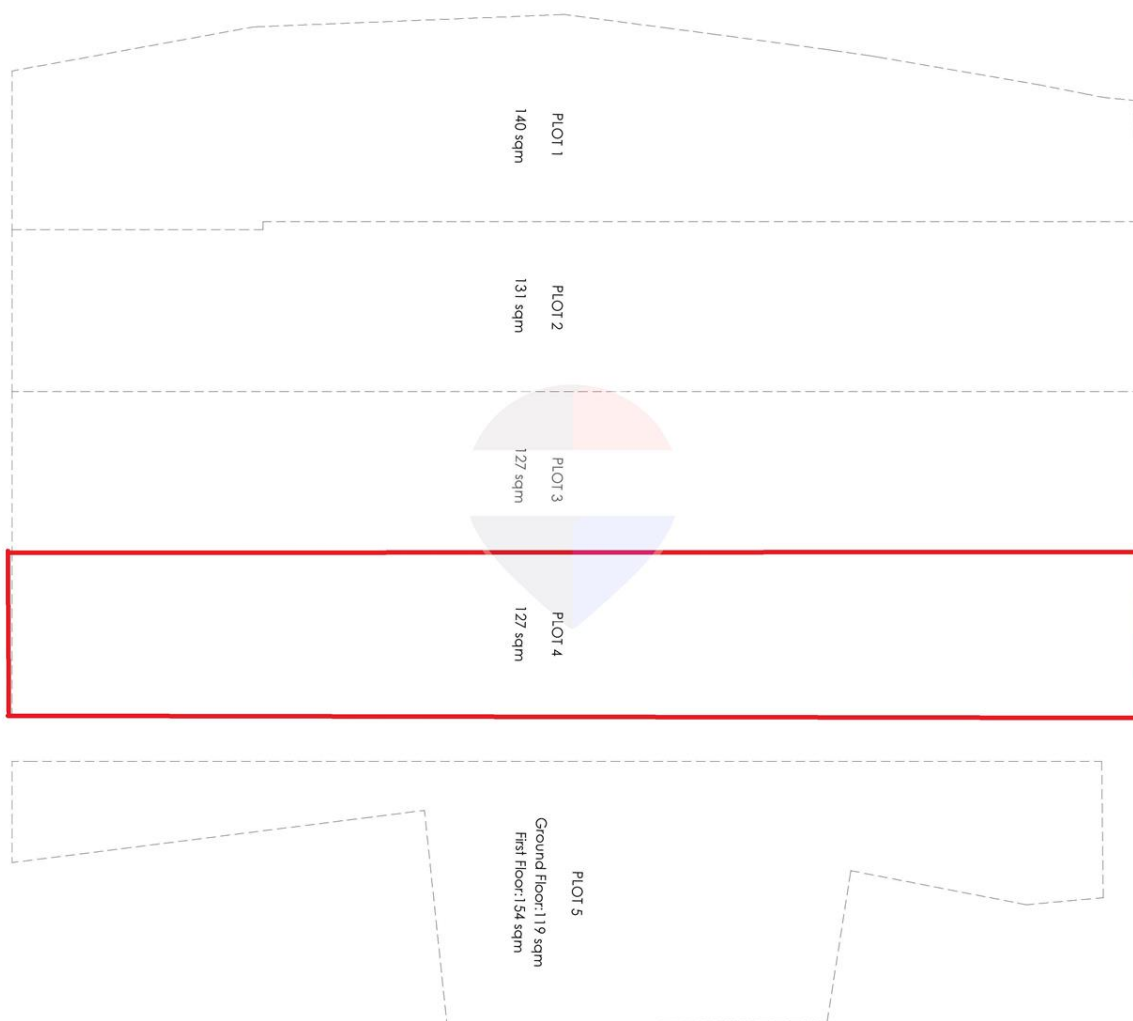 PLOT 1
140 sqm
PLOT 2
131 sqm
PLOT 3
127 sqm
PLOT 4
127 sqm
PLOT 5
Ground Floor:119 sqm
First Floor:154 sqm